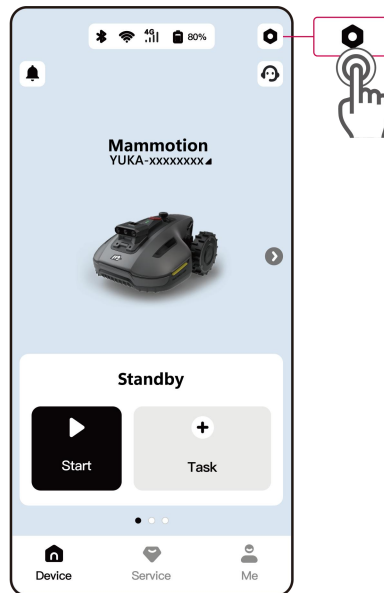 4G
80%
Mammotion
YUKA-xxxxxxxx
Standby
Start
Task
Device
Service
Me